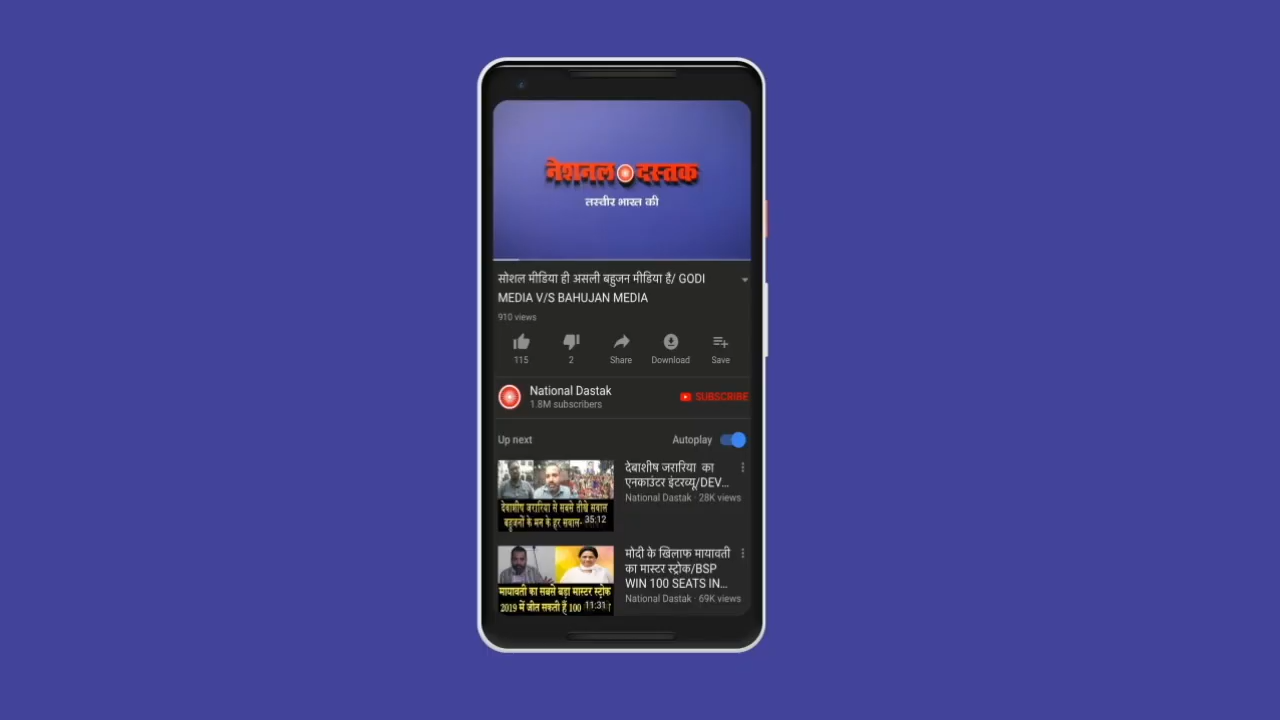 नेशनल दस्तक
तस्वीर भारत की
सोशल मीडिया ही असली बहुजन मीडिया है/ GODI
MEDIA V/S BAHUJAN MEDIA
910 views
115
2
Share
Download
Save
National Dastak
1.8M subscribers
SUBSCRIBE
Up next
Autoplay
देबाशीष जरारिया का
एनकाउंटर इंटरव्यू/DEV...
National Dastak · 28K views
देबाशीष जरारिया से सबसे तीखे सवाल
बहुजनों के मन के हर सवाल-
35:12
मोदी के खिलाफ मायावती
का मास्टर स्ट्रोक/BSP
WIN 100 SEATS IN...
National Dastak · 69K views
मायावती का सबसे बड़ा मास्टर स्ट्रोक
2019 में जीत सकती हैं 100
11:31